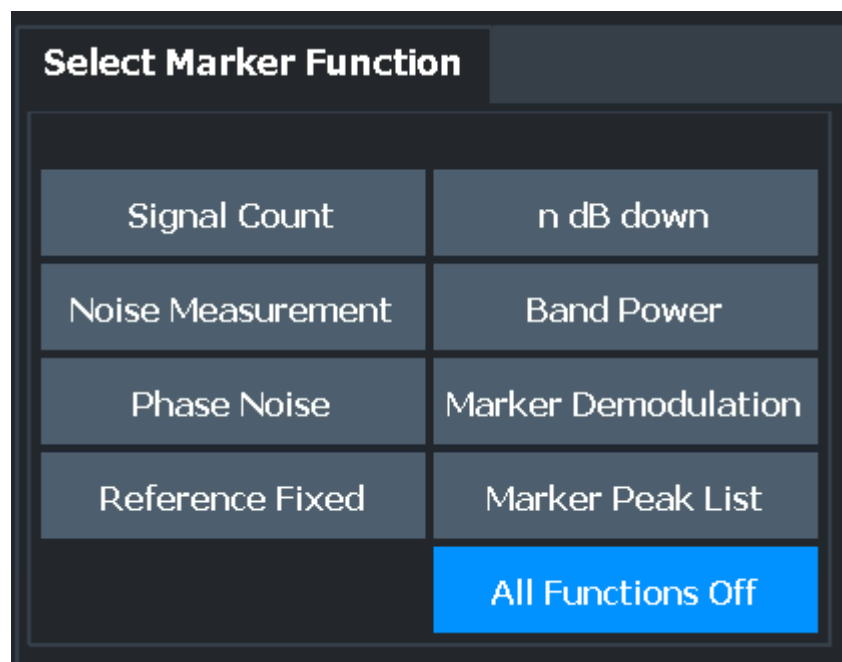 Select Marker Function
Signal Count
n dB down
Noise Measurement
Band Power
Phase Noise
Marker Demodulation
Reference Fixed
Marker Peak List
All Functions Off